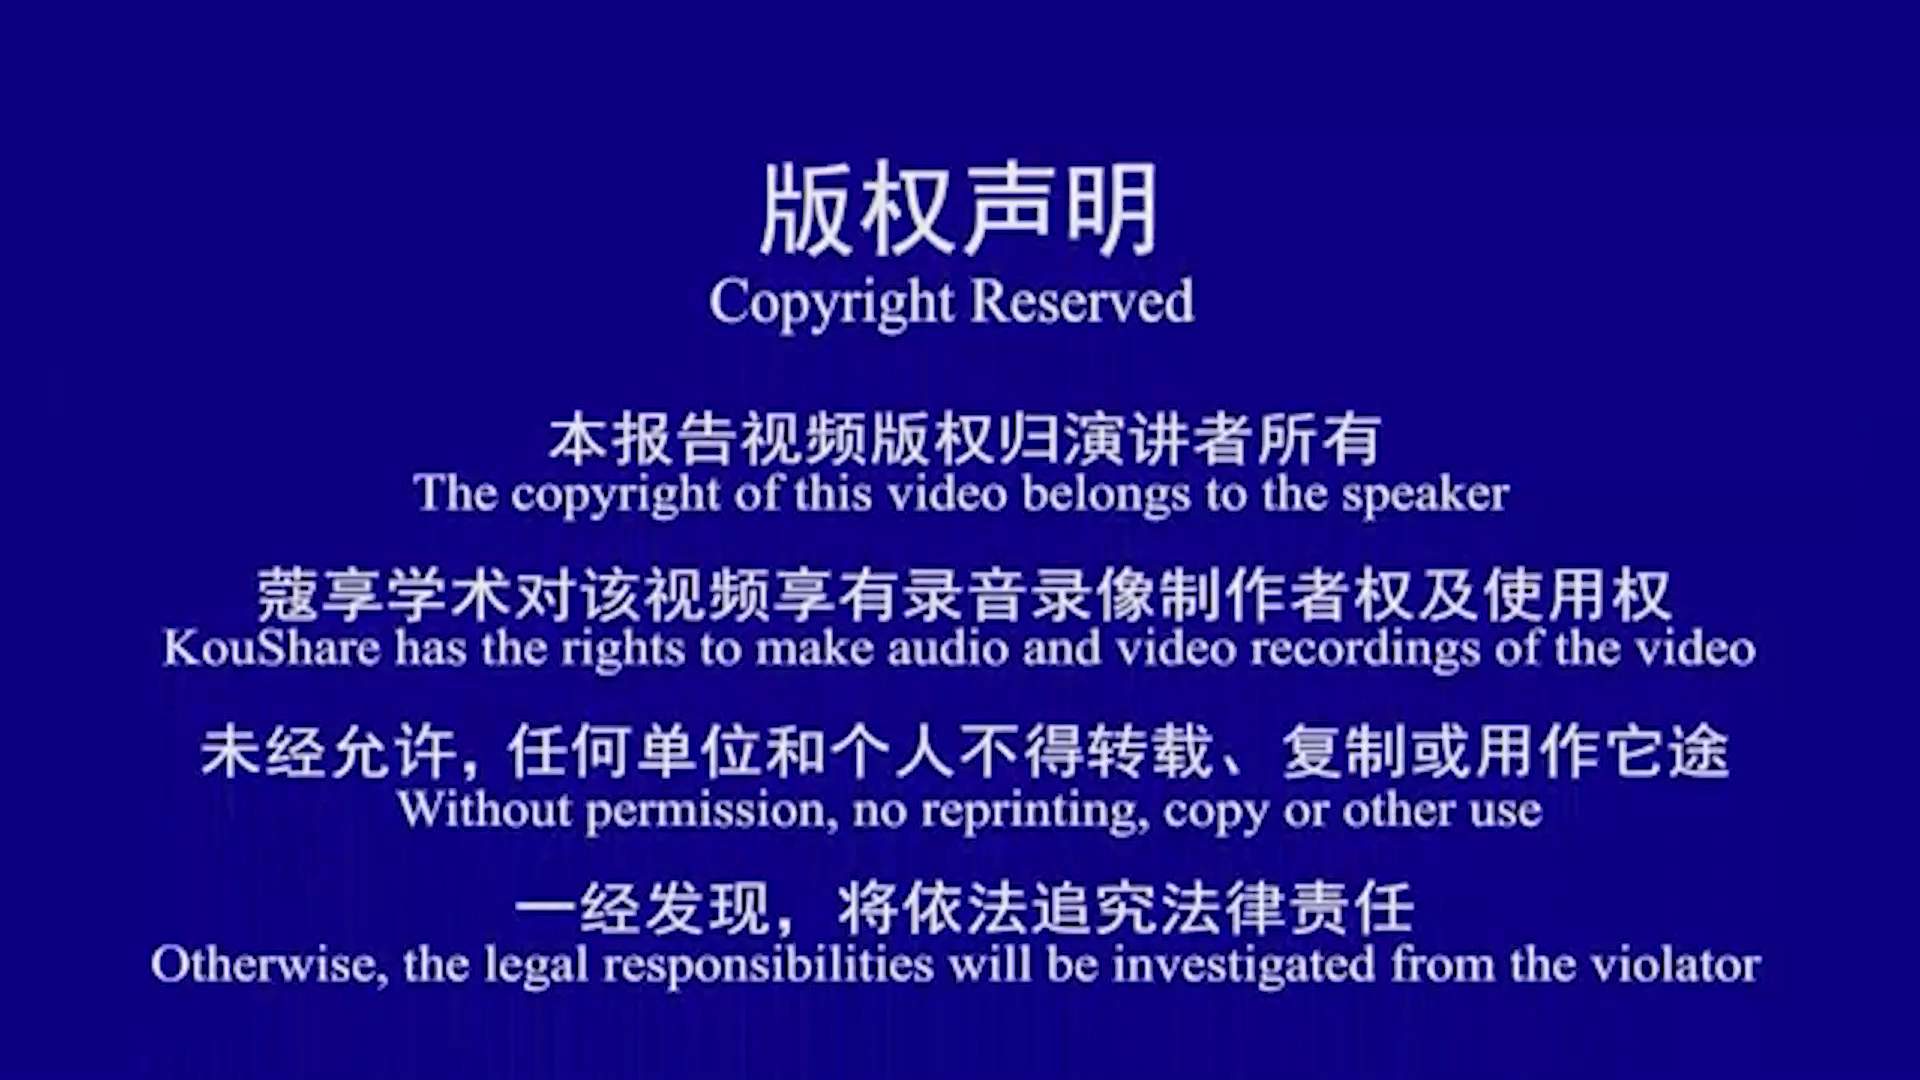 版权声明
Copyright Reserved
本报告视频版权归演讲者所有
The copyright of this video belongs to the speaker
蔻享学术对该视频享有录音录像制作者权及使用权
KouShare has the rights to make audio and video recordings of the video
未经允许，任何单位和个人不得转载、复制或用作它途
Without permission, no reprinting, copy or other use
一经发现，将依法追究法律责任
Otherwise, the legal responsibilities will be investigated from the violator